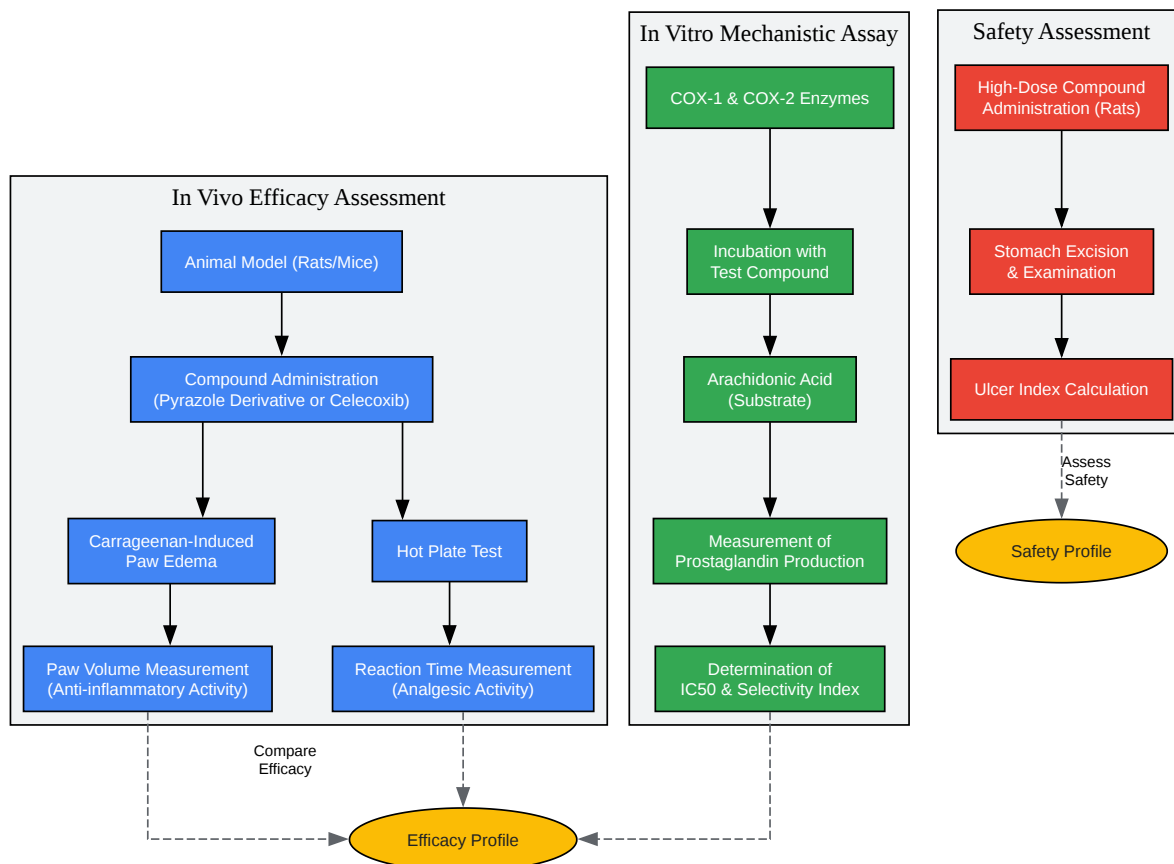 In Vivo Efficacy Assessment
Animal Model (Rats/Mice)
Compound Administration
(Pyrazole Derivative or Celecoxib)
Carrageenan-Induced
Paw Edema
Hot Plate Test
Paw Volume Measurement
(Anti-inflammatory Activity)
Reaction Time Measurement
(Analgesic Activity)
Compare
Efficacy
Efficacy Profile
In Vitro Mechanistic Assay
COX-1 & COX-2 Enzymes
Incubation with
Test Compound
Arachidonic Acid
(Substrate)
Measurement of
Prostaglandin Production
Determination of
IC50 & Selectivity Index
Safety Assessment
High-Dose Compound
Administration (Rats)
Stomach Excision
& Examination
Ulcer Index Calculation
Assess
Safety
Safety Profile